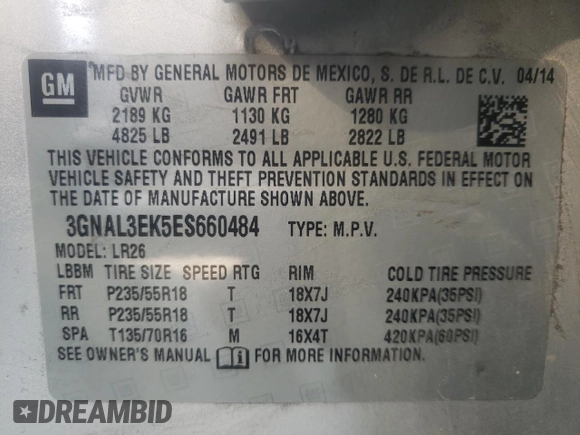 GM
MFD BY GENERAL MOTORS DE MEXICO, S. DE R.L. DE C.V. 04/14
GVWR GAWR FRT GAWR RR
2189 KG 1130 KG 1280 KG
4825 LB 2491 LB 2822 LB
THIS VEHICLE CONFORMS TO ALL APPLICABLE U.S. FEDERAL MOTOR
VEHICLE SAFETY AND THEFT PREVENTION STANDARDS IN EFFECT ON
THE DATE OF MANUFACTURE SHOWN ABOVE.
3GNAL3EK5ES660484 TYPE: M.P.V.
MODEL: LR26
LBBM TIRE SIZE SPEED RTG RIM COLD TIRE PRESSURE
FRT P235/55R18 T 18X7J 240KPA(35PSI)
RR P235/55R18 T 18X7J 240KPA(35PSI)
SPA T135/70R16 M 16X4T 420KPA(60PSI)
SEE OWNER'S MANUAL FOR MORE INFORMATION.
DREAMBID